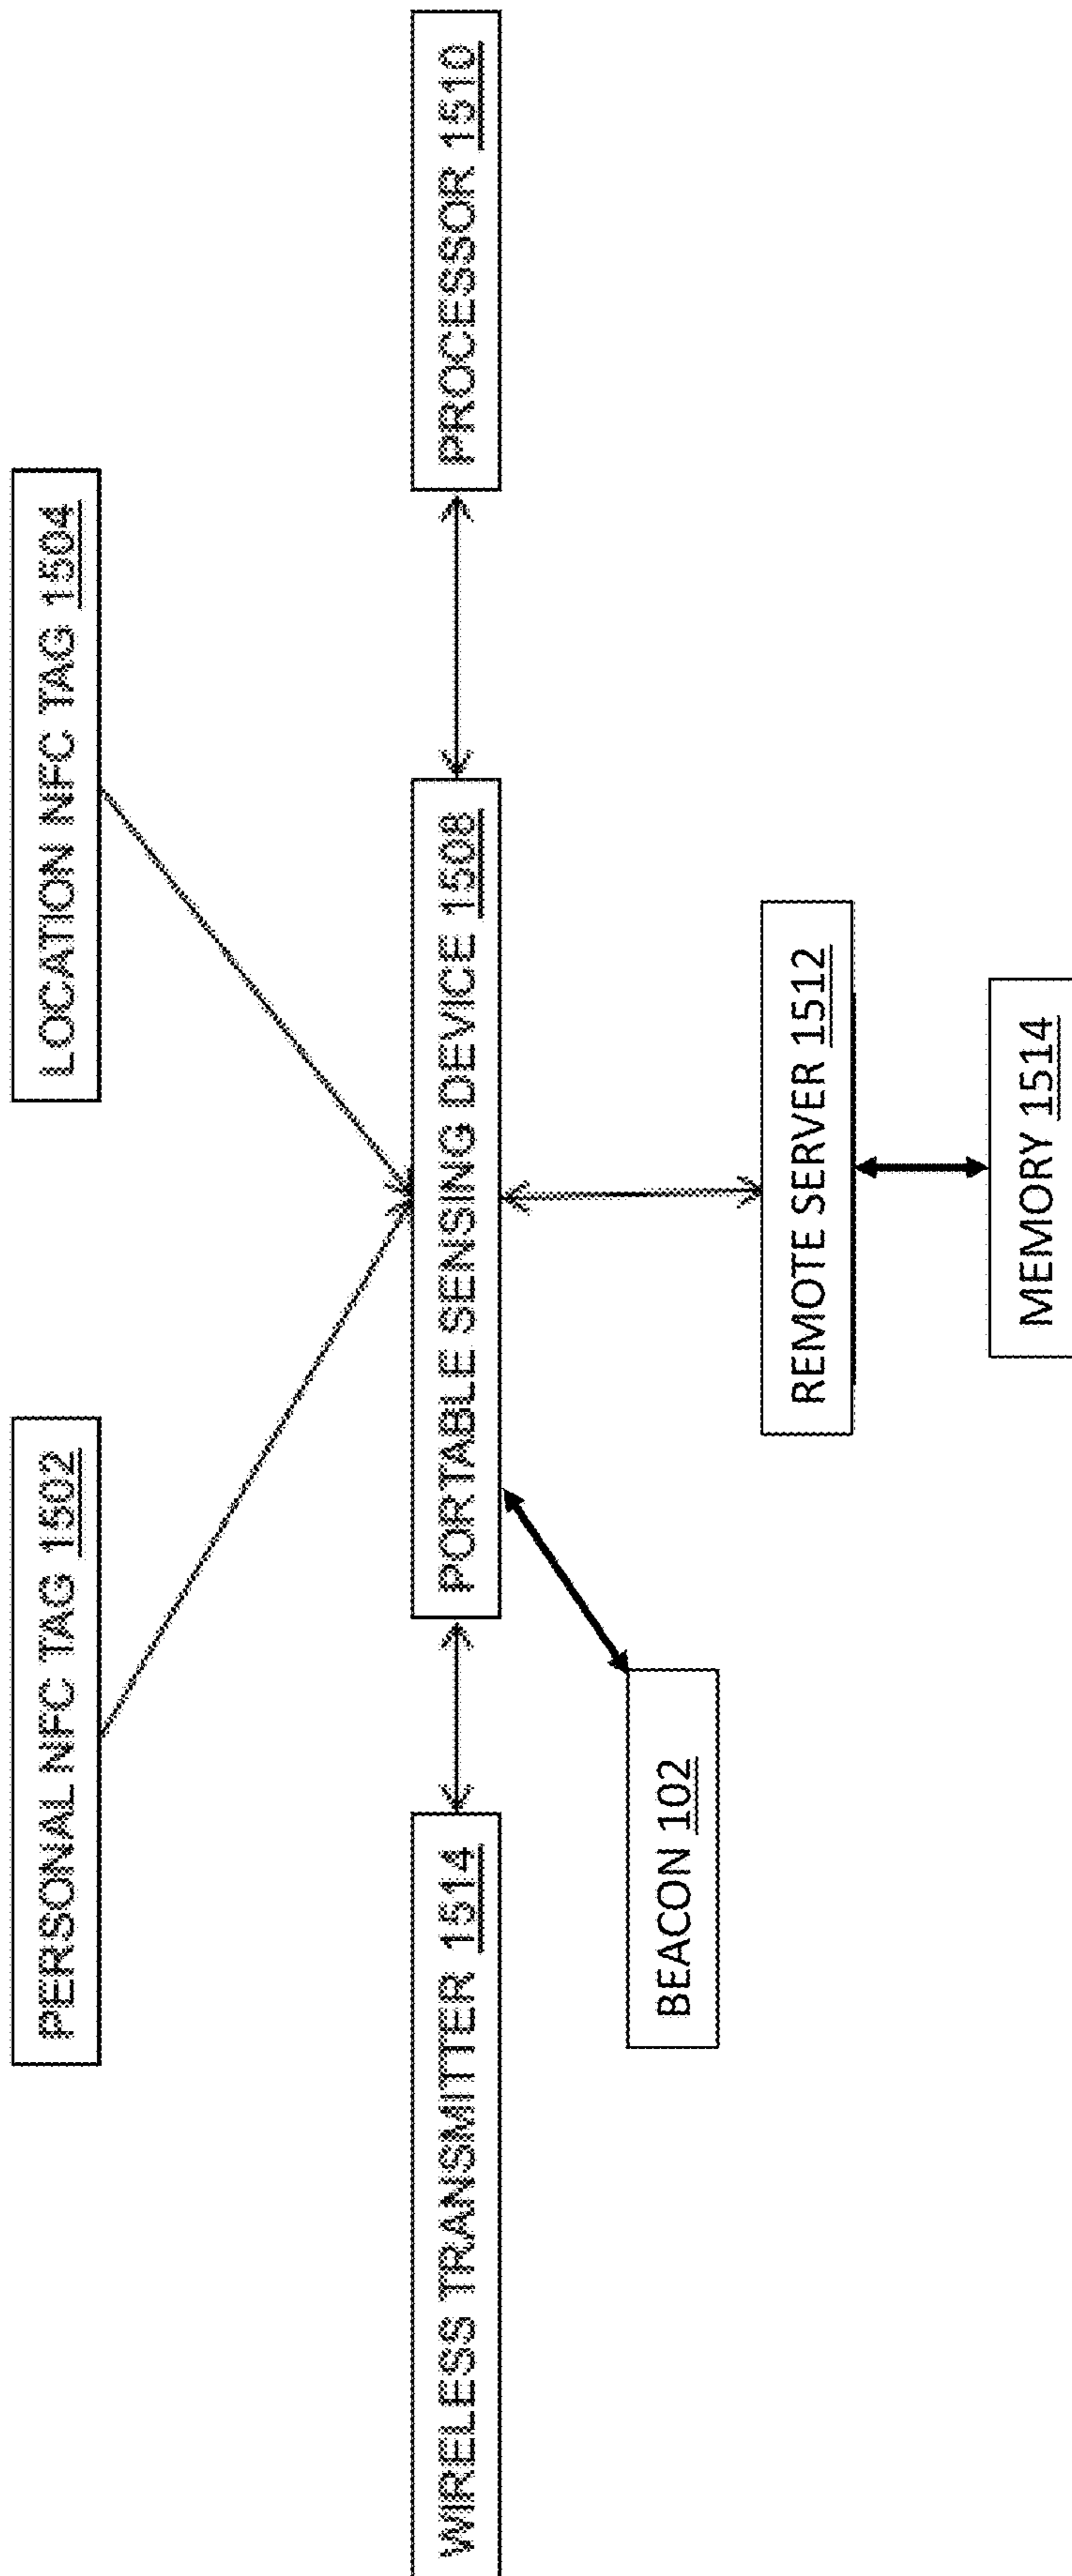 PERSONAL NFC TAG 1502
LOCATION NFC TAG 1504
WIRELESS TRANSMITTER 1514
PORTABLE SENSING DEVICE 1508
PROCESSOR 1510
BEACON 102
REMOTE SERVER 1512
MEMORY 1514